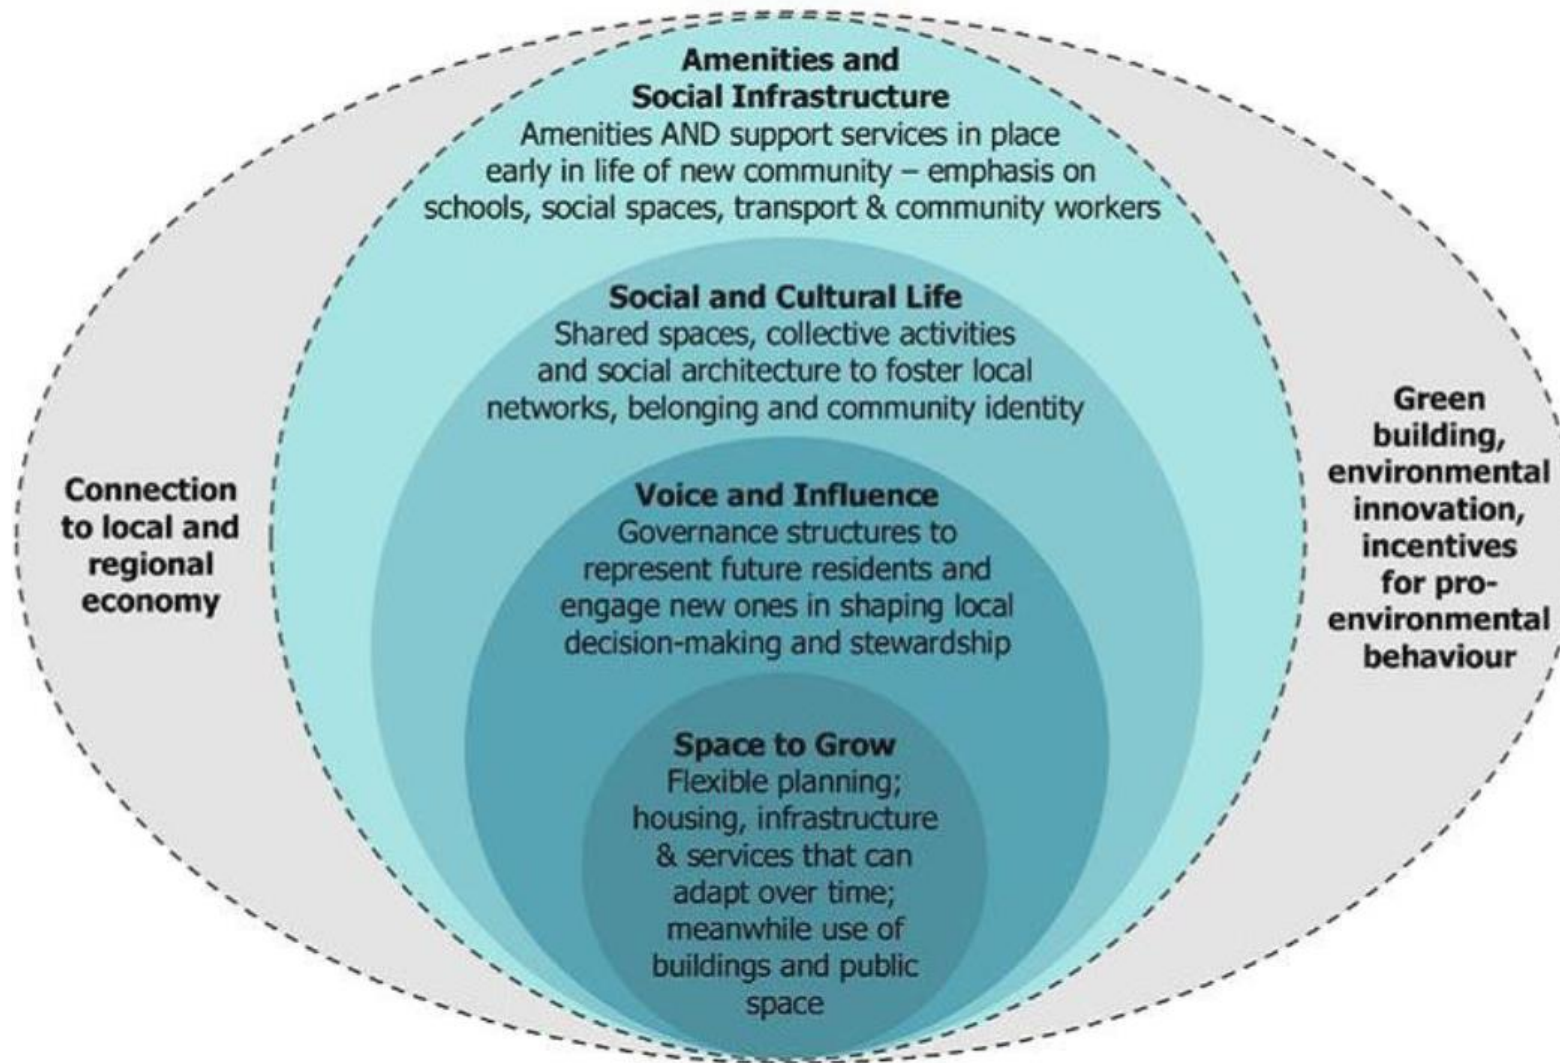 Amenities and
Social Infrastructure
Amenities AND support services in place
early in life of new community – emphasis on
schools, social spaces, transport & community workers
Social and Cultural Life
Shared spaces, collective activities
and social architecture to foster local
networks, belonging and community identity
Voice and Influence
Governance structures to
represent future residents and
engage new ones in shaping local
decision-making and stewardship
Space to Grow
Flexible planning;
housing, infrastructure
& services that can
adapt over time;
meanwhile use of
buildings and public
space
Connection
to local and
regional
economy
Green
building,
environmental
innovation,
incentives
for pro-
environmental
behaviour